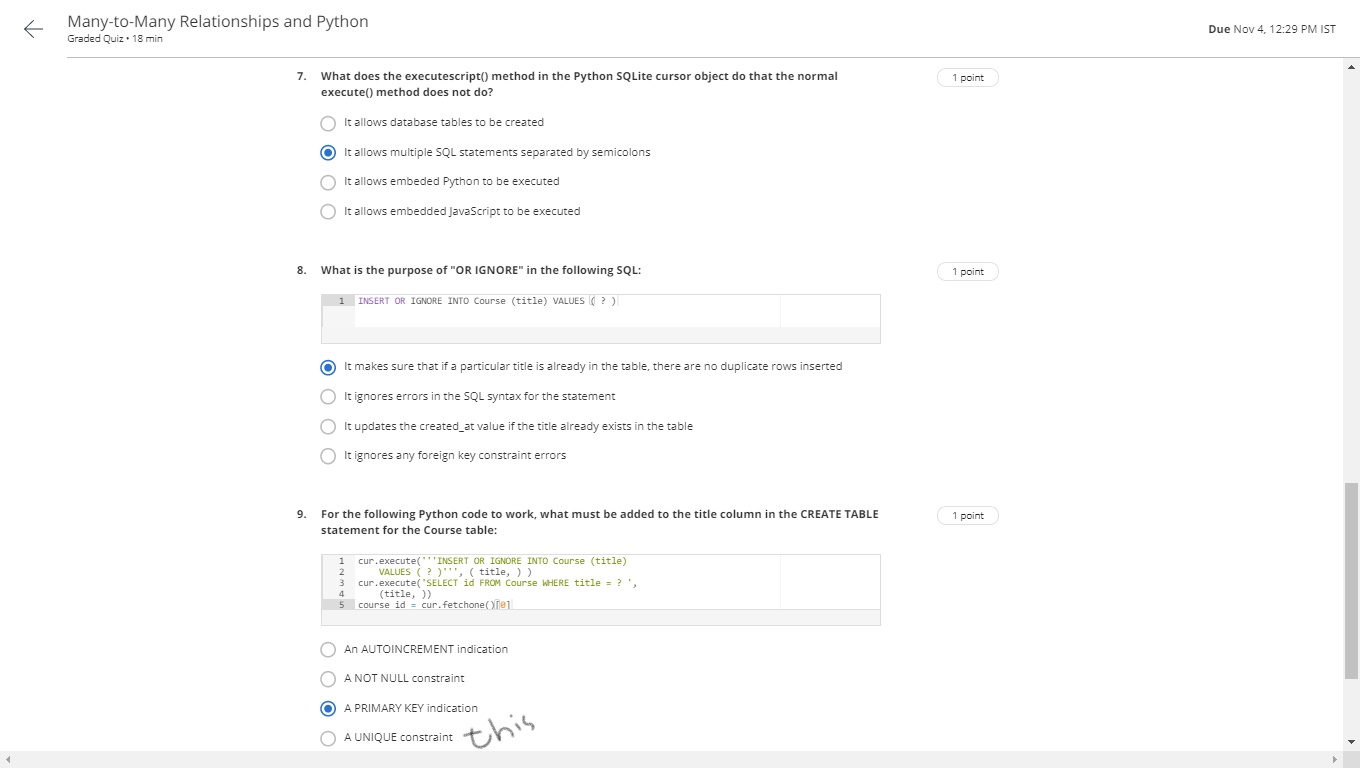 Many-to-Many Relationships and Python
Graded Quiz • 18 min
Due Nov 4, 12:29 PM IST
7. What does the executescript() method in the Python SQLite cursor object do that the normal
execute() method does not do?
1 point
It allows database tables to be created
It allows multiple SQL statements separated by semicolons
It allows embeded Python to be executed
It allows embedded JavaScript to be executed
8. What is the purpose of "OR IGNORE" in the following SQL:
1 point
1 INSERT OR IGNORE INTO Course (title) VALUES ( ? )
It makes sure that if a particular title is already in the table, there are no duplicate rows inserted
It ignores errors in the SQL syntax for the statement
It updates the created_at value if the title already exists in the table
It ignores any foreign key constraint errors
9. For the following Python code to work, what must be added to the title column in the CREATE TABLE
statement for the Course table:
1 point
1 cur.execute('''INSERT OR IGNORE INTO Course (title)
2 VALUES ( ? )''', ( title, ) )
3 cur.execute('SELECT id FROM Course WHERE title = ? ',
4 (title, ))
5 course id = cur.fetchone()[0]
An AUTOINCREMENT indication
A NOT NULL constraint
A PRIMARY KEY indication
A UNIQUE constraint this